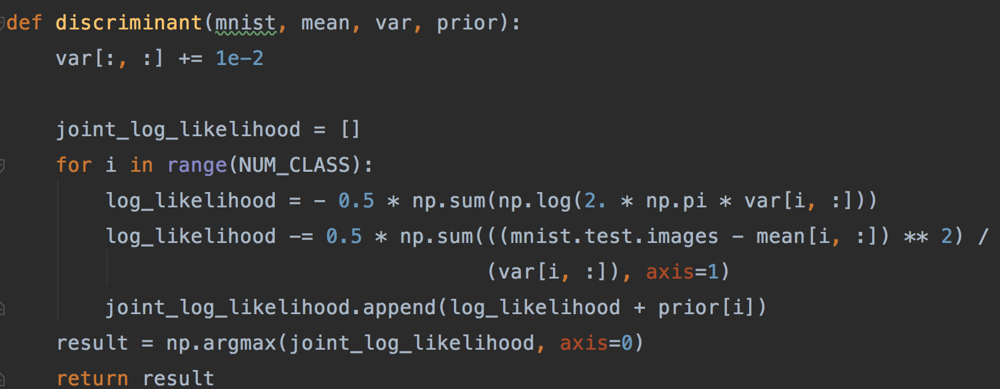 def discriminant(mnist, mean, var, prior):
    var[:, :] += 1e-2

    joint_log_likelihood = []
    for i in range(NUM_CLASS):
        log_likelihood = - 0.5 * np.sum(np.log(2. * np.pi * var[i, :]))
        log_likelihood -= 0.5 * np.sum(((mnist.test.images - mean[i, :]) ** 2) /
                                       (var[i, :]), axis=1)
        joint_log_likelihood.append(log_likelihood + prior[i])
    result = np.argmax(joint_log_likelihood, axis=0)
    return result